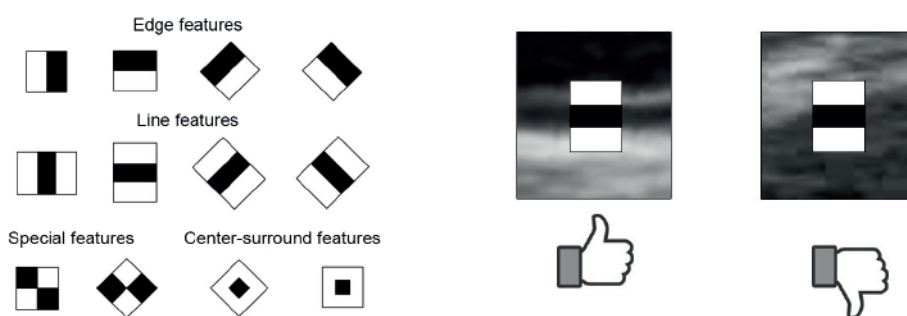 Edge features
Line features
Special features
Center-surround features